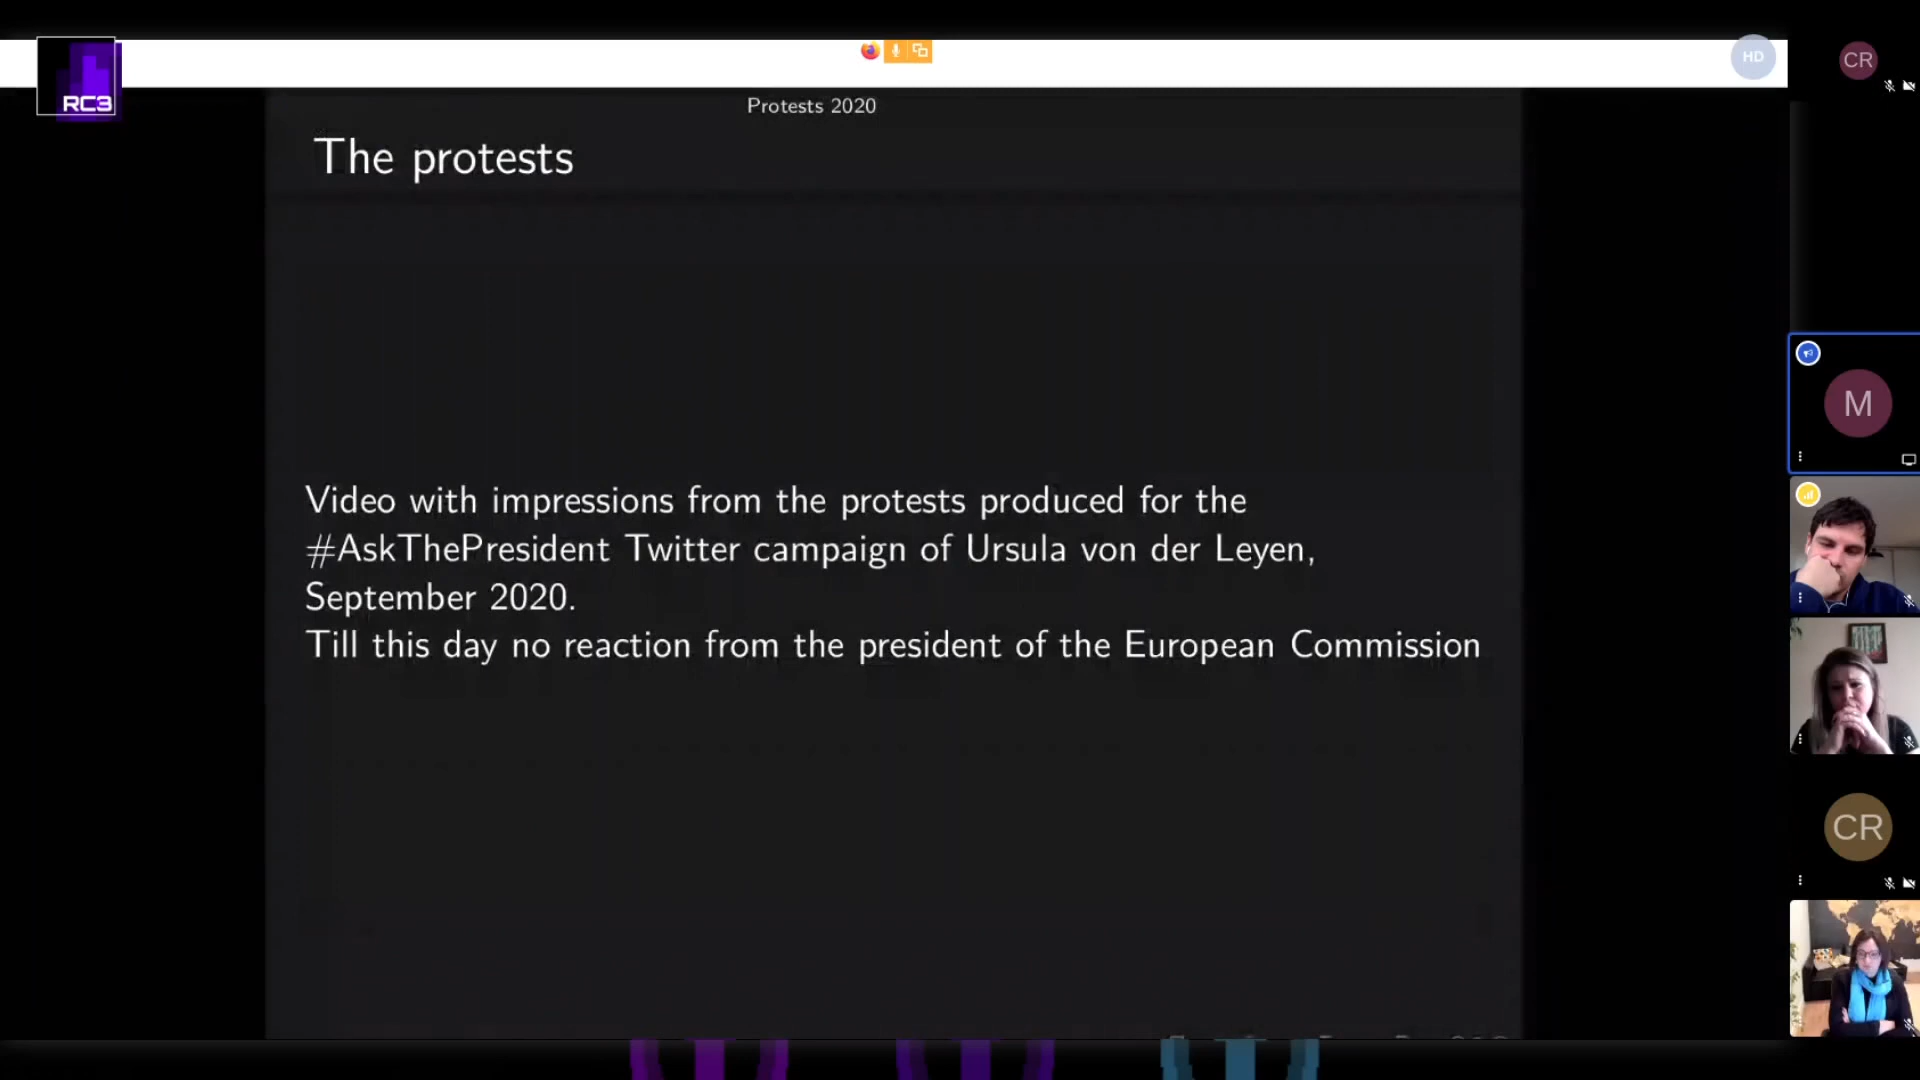 RC3
HD
CR
Protests 2020
The protests
M
Video with impressions from the protests produced for the
#AskThePresident Twitter campaign of Ursula von der Leyen,
September 2020.
Till this day no reaction from the president of the European Commission
CR